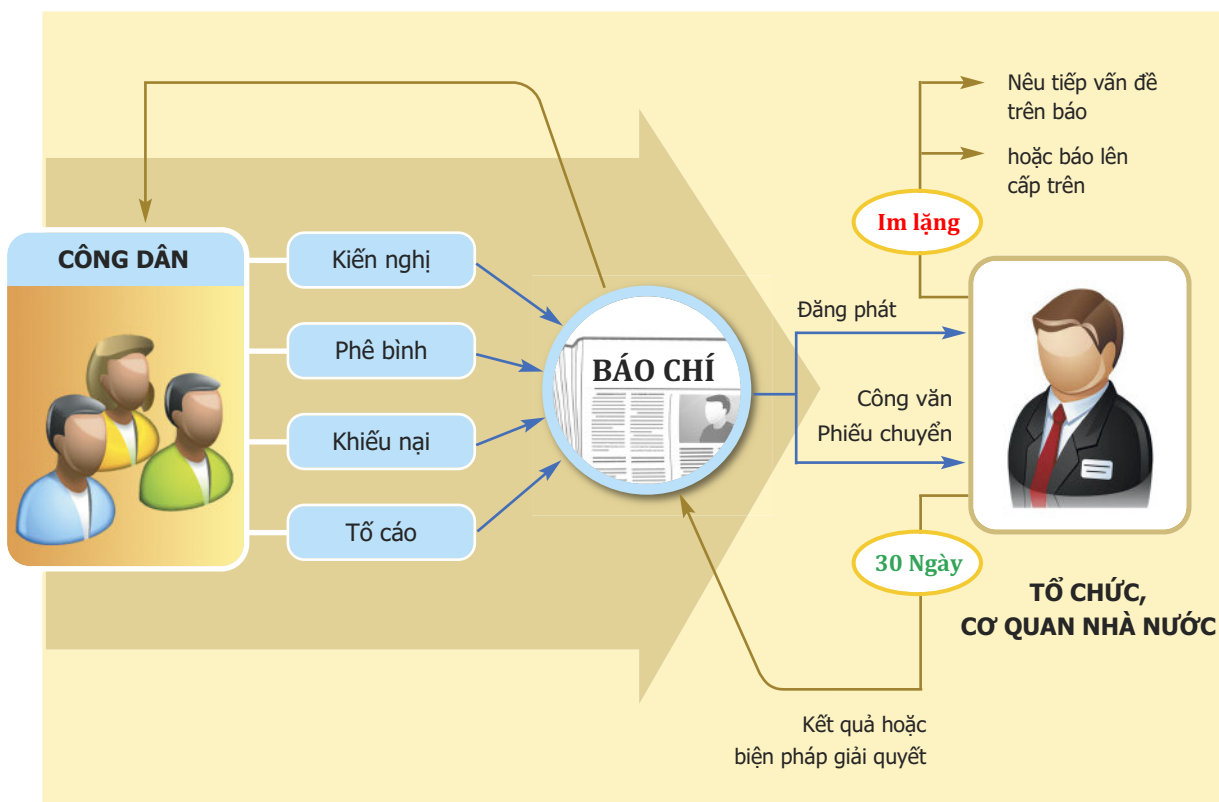 CÔNG DÂN
Kiến nghị
Phê bình
Khiếu nại
Tố cáo
BÁO CHÍ
Đăng phát
Công văn
Phiếu chuyển
Nêu tiếp vấn đề
trên báo
hoặc báo lên
cấp trên
Im lặng
30 Ngày
TỔ CHỨC,
CƠ QUAN NHÀ NƯỚC
Kết quả hoặc
biện pháp giải quyết